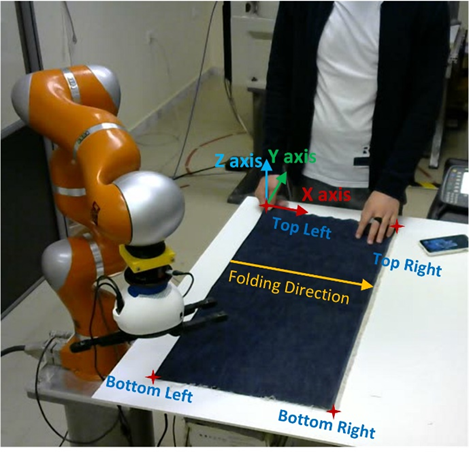 Z axis
Y axis
X axis
Top Left
Top Right
Folding Direction
Bottom Left
Bottom Right